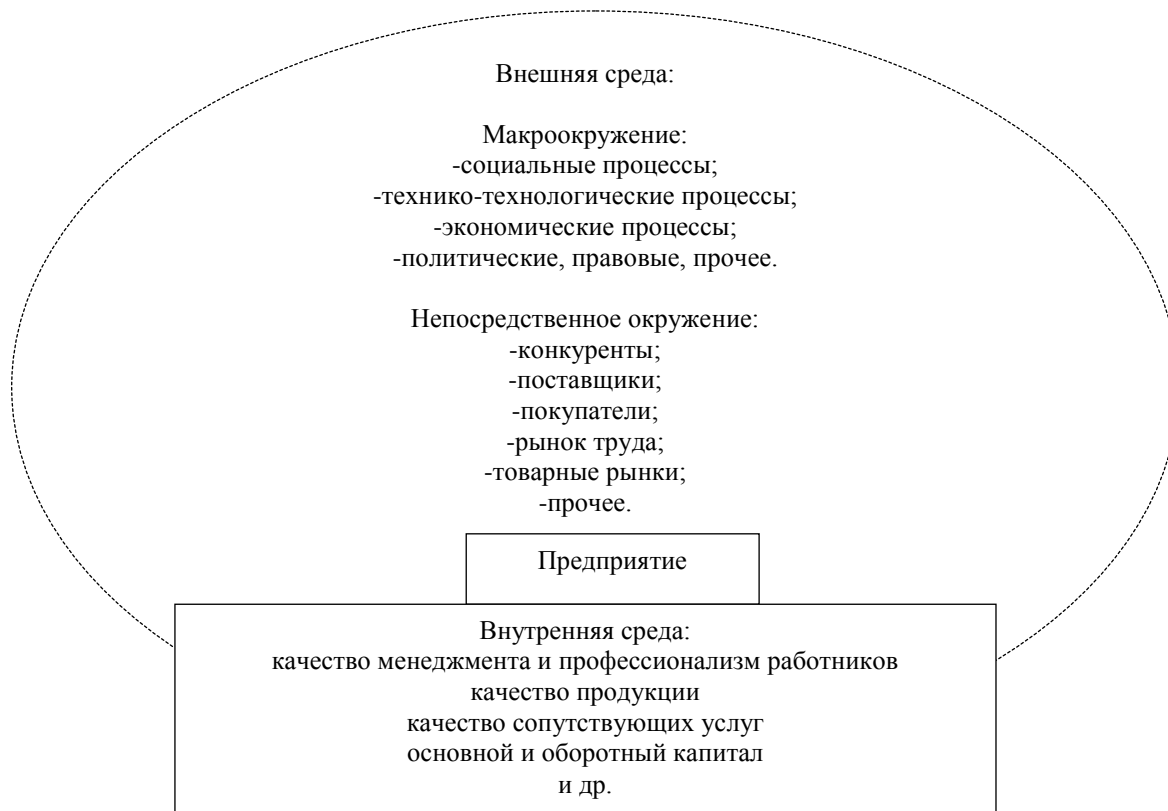 Внешняя среда:
Макроокружение:
-социальные процессы;
-технико-технологические процессы;
-экономические процессы;
-политические, правовые, прочее.
Непосредственное окружение:
-конкуренты;
-поставщики;
-покупатели;
-рынок труда;
-товарные рынки;
-прочее.
Предприятие
Внутренняя среда:
качество менеджмента и профессионализм работников
качество продукции
качество сопутствующих услуг
основной и оборотный капитал
и др.